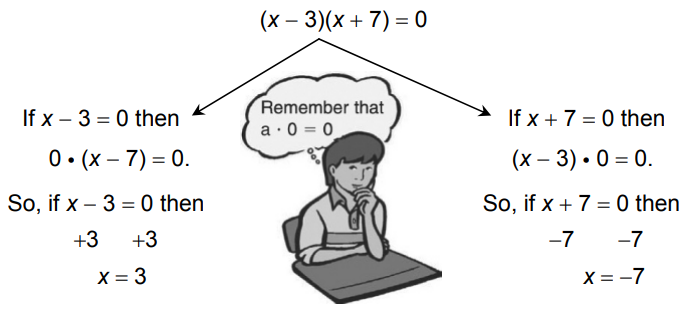 (x – 3)(x + 7) = 0
If x – 3 = 0 then
0 • (x – 7) = 0.
So, if x – 3 = 0 then
+3 +3
x = 3
Remember that
a · 0 = 0
If x + 7 = 0 then
(x – 3) • 0 = 0.
So, if x + 7 = 0 then
–7 –7
x = –7